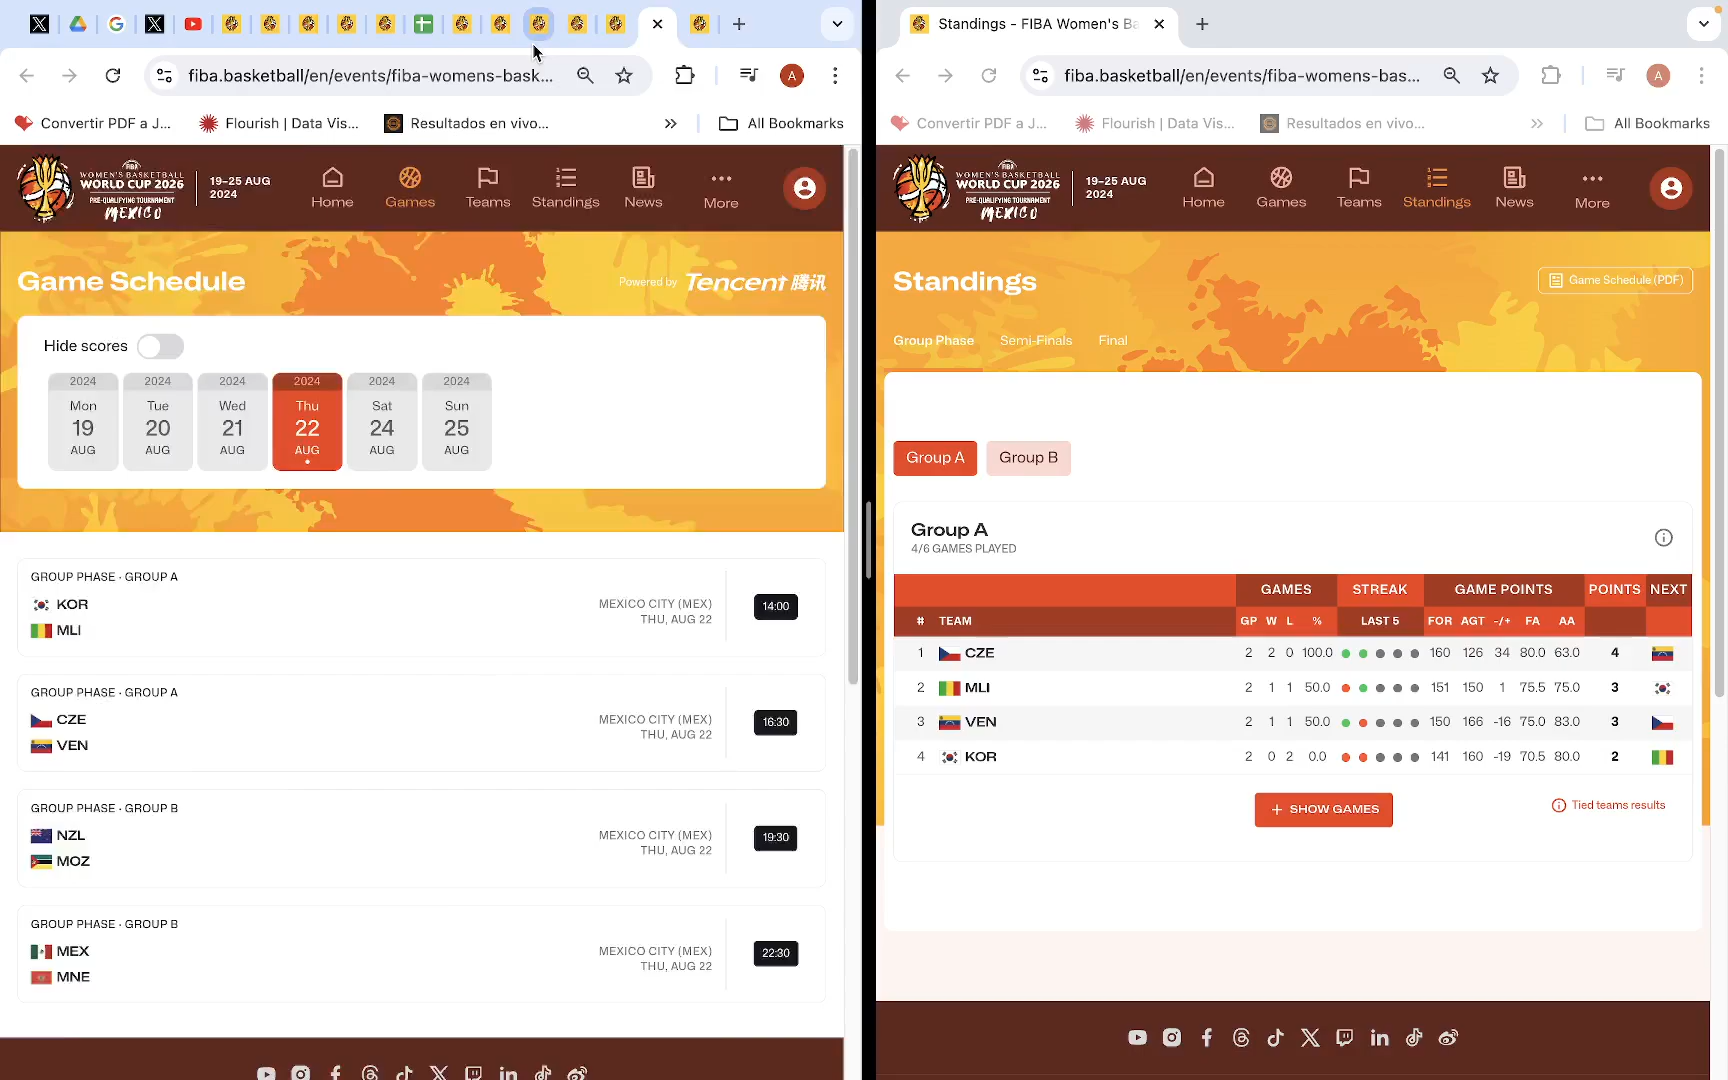 Standings - FIBA Women's Ba
fiba.basketball/en/events/fiba-womens-bask...
fiba.basketball/en/events/fiba-womens-bas...
A
A
Convertir PDF a J...
Flourish | Data Vis...
Resultados en vivo...
All Bookmarks
Convertir PDF a J...
Flourish | Data Vis...
Resultados en vivo...
All Bookmarks
FIBA
WOMEN'S BASKETBALL
WORLD CUP 2026
PRE-QUALIFYING TOURNAMENT
MEXICO
19–25 AUG
2024
Home
Games
Teams
Standings
News
More
FIBA
WOMEN'S BASKETBALL
WORLD CUP 2026
PRE-QUALIFYING TOURNAMENT
MEXICO
19–25 AUG
2024
Home
Games
Teams
Standings
News
More
Game Schedule
Powered by Tencent 腾讯
Hide scores
2024 2024 2024 2024 2024 2024
Mon Tue Wed Thu Sat Sun
19 20 21 22 24 25
AUG AUG AUG AUG AUG AUG
GROUP PHASE · GROUP A
KOR
MLI
MEXICO CITY (MEX)
THU, AUG 22
14:00
GROUP PHASE · GROUP A
CZE
VEN
MEXICO CITY (MEX)
THU, AUG 22
16:30
GROUP PHASE · GROUP B
NZL
MOZ
MEXICO CITY (MEX)
THU, AUG 22
19:30
GROUP PHASE · GROUP B
MEX
MNE
MEXICO CITY (MEX)
THU, AUG 22
22:30
Standings
Game Schedule (PDF)
Group Phase Semi-Finals Final
Group A Group B
Group A
4/6 GAMES PLAYED
GAMES STREAK GAME POINTS POINTS NEXT
# TEAM GP W L % LAST 5 FOR AGT -/+ FA AA
1 CZE 2 2 0 100.0 160 126 34 80.0 63.0 4
2 MLI 2 1 1 50.0 151 150 1 75.5 75.0 3
3 VEN 2 1 1 50.0 150 166 -16 75.0 83.0 3
4 KOR 2 0 2 0.0 141 160 -19 70.5 80.0 2
+ SHOW GAMES
Tied teams results